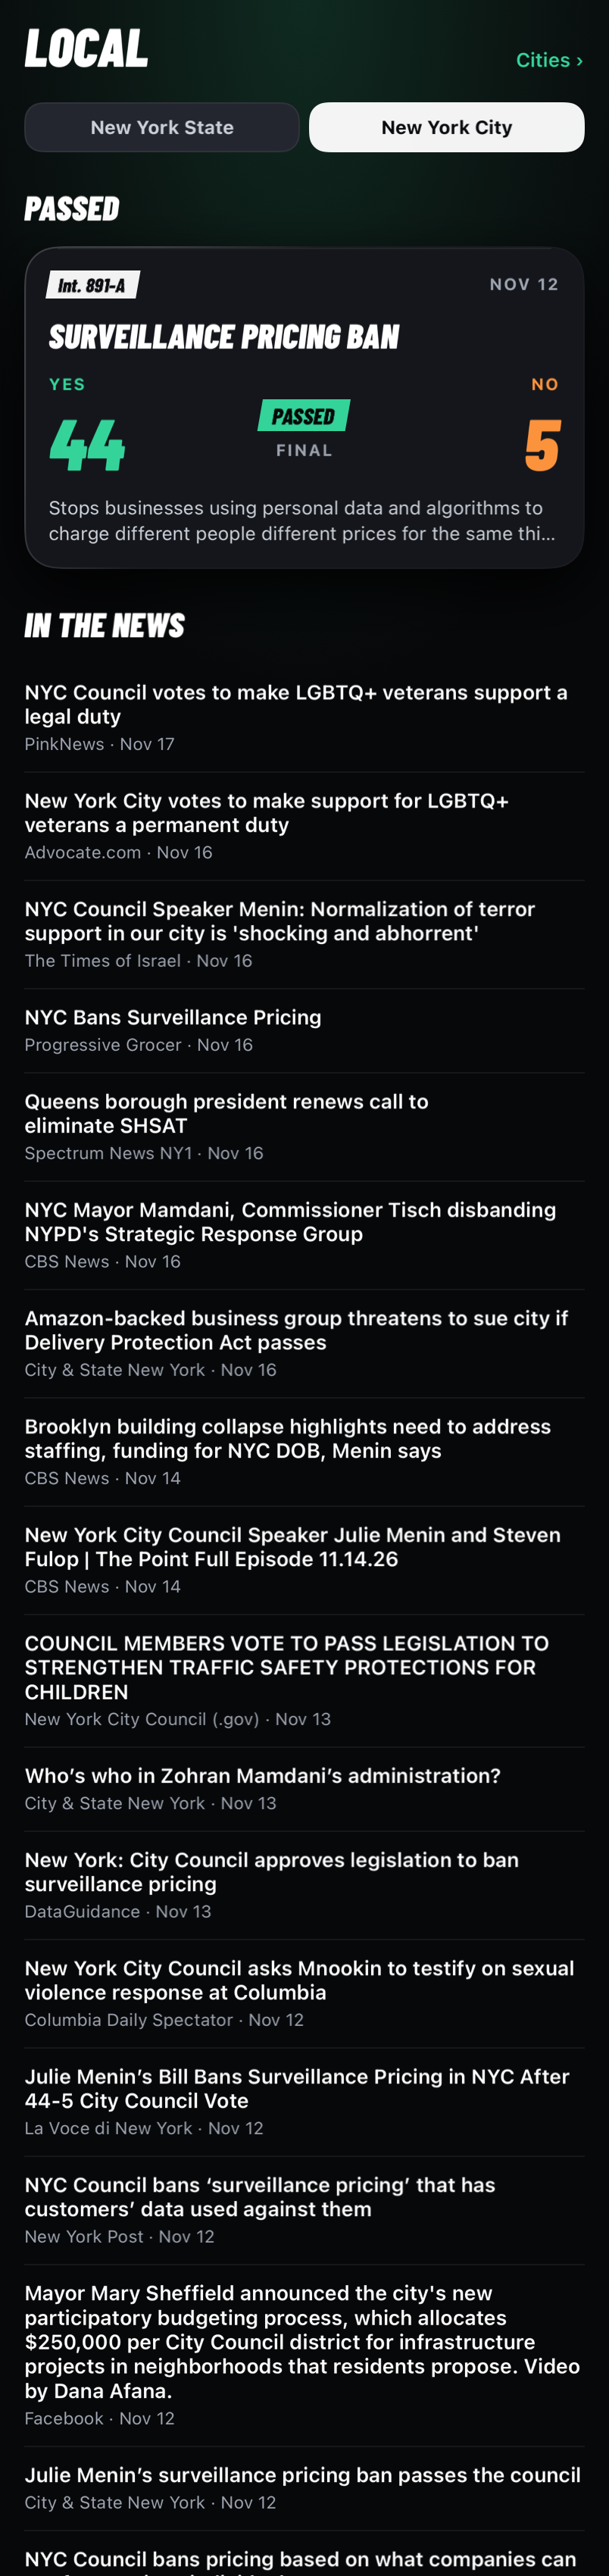 LOCAL
Cities ›
New York State
New York City
PASSED
Int. 891-A
NOV 12
SURVEILLANCE PRICING BAN
YES
NO
44
PASSED
FINAL
5
Stops businesses using personal data and algorithms to
charge different people different prices for the same thi...
IN THE NEWS
NYC Council votes to make LGBTQ+ veterans support a
legal duty
PinkNews · Nov 17
New York City votes to make support for LGBTQ+
veterans a permanent duty
Advocate.com · Nov 16
NYC Council Speaker Menin: Normalization of terror
support in our city is 'shocking and abhorrent'
The Times of Israel · Nov 16
NYC Bans Surveillance Pricing
Progressive Grocer · Nov 16
Queens borough president renews call to
eliminate SHSAT
Spectrum News NY1 · Nov 16
NYC Mayor Mamdani, Commissioner Tisch disbanding
NYPD's Strategic Response Group
CBS News · Nov 16
Amazon-backed business group threatens to sue city if
Delivery Protection Act passes
City & State New York · Nov 16
Brooklyn building collapse highlights need to address
staffing, funding for NYC DOB, Menin says
CBS News · Nov 14
New York City Council Speaker Julie Menin and Steven
Fulop | The Point Full Episode 11.14.26
CBS News · Nov 14
COUNCIL MEMBERS VOTE TO PASS LEGISLATION TO
STRENGTHEN TRAFFIC SAFETY PROTECTIONS FOR
CHILDREN
New York City Council (.gov) · Nov 13
Who’s who in Zohran Mamdani’s administration?
City & State New York · Nov 13
New York: City Council approves legislation to ban
surveillance pricing
DataGuidance · Nov 13
New York City Council asks Mnookin to testify on sexual
violence response at Columbia
Columbia Daily Spectator · Nov 12
Julie Menin’s Bill Bans Surveillance Pricing in NYC After
44-5 City Council Vote
La Voce di New York · Nov 12
NYC Council bans ‘surveillance pricing’ that has
customers’ data used against them
New York Post · Nov 12
Mayor Mary Sheffield announced the city's new
participatory budgeting process, which allocates
$250,000 per City Council district for infrastructure
projects in neighborhoods that residents propose. Video
by Dana Afana.
Facebook · Nov 12
Julie Menin’s surveillance pricing ban passes the council
City & State New York · Nov 12
NYC Council bans pricing based on what companies can